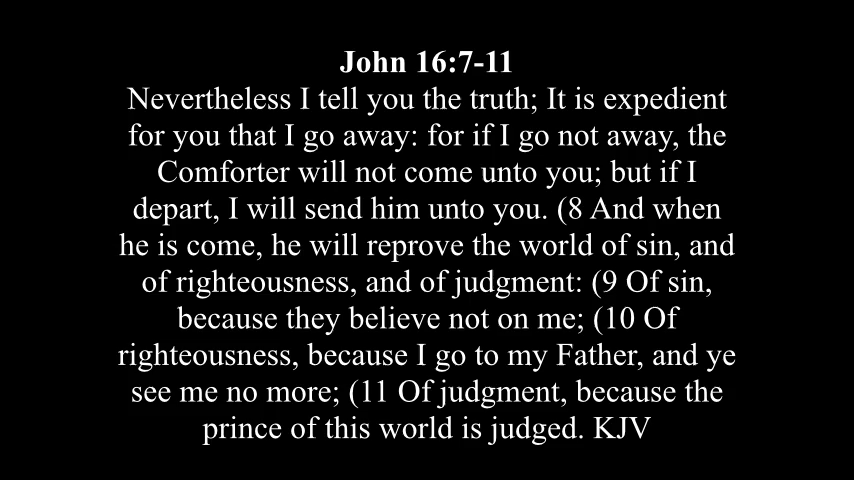 John 16:7-11
Nevertheless I tell you the truth; It is expedient
for you that I go away: for if I go not away, the
Comforter will not come unto you; but if I
depart, I will send him unto you. (8 And when
he is come, he will reprove the world of sin, and
of righteousness, and of judgment: (9 Of sin,
because they believe not on me; (10 Of
righteousness, because I go to my Father, and ye
see me no more; (11 Of judgment, because the
prince of this world is judged. KJV